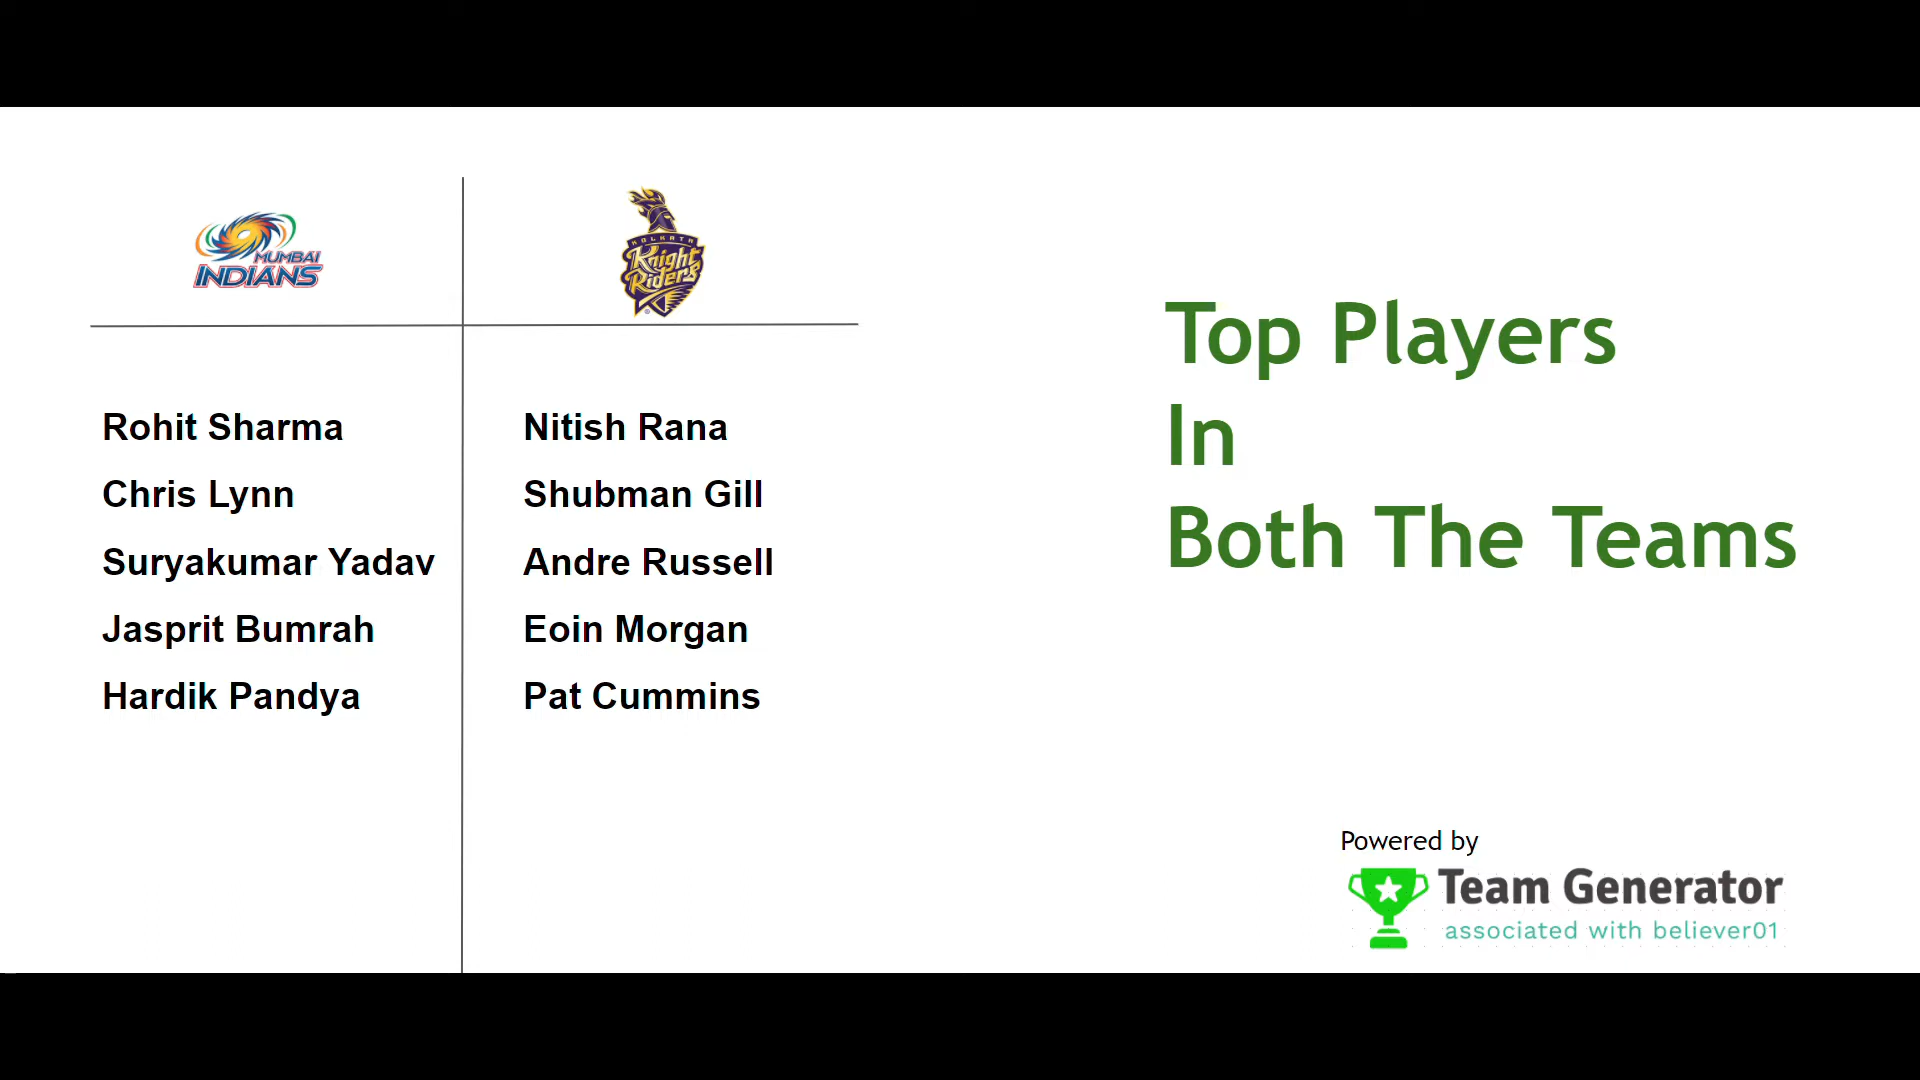 MUMBAI
INDIANS
KOLKATA
Knight
Riders
Rohit Sharma
Chris Lynn
Suryakumar Yadav
Jasprit Bumrah
Hardik Pandya
Nitish Rana
Shubman Gill
Andre Russell
Eoin Morgan
Pat Cummins
Top Players
In
Both The Teams
Powered by
Team Generator
associated with believer01